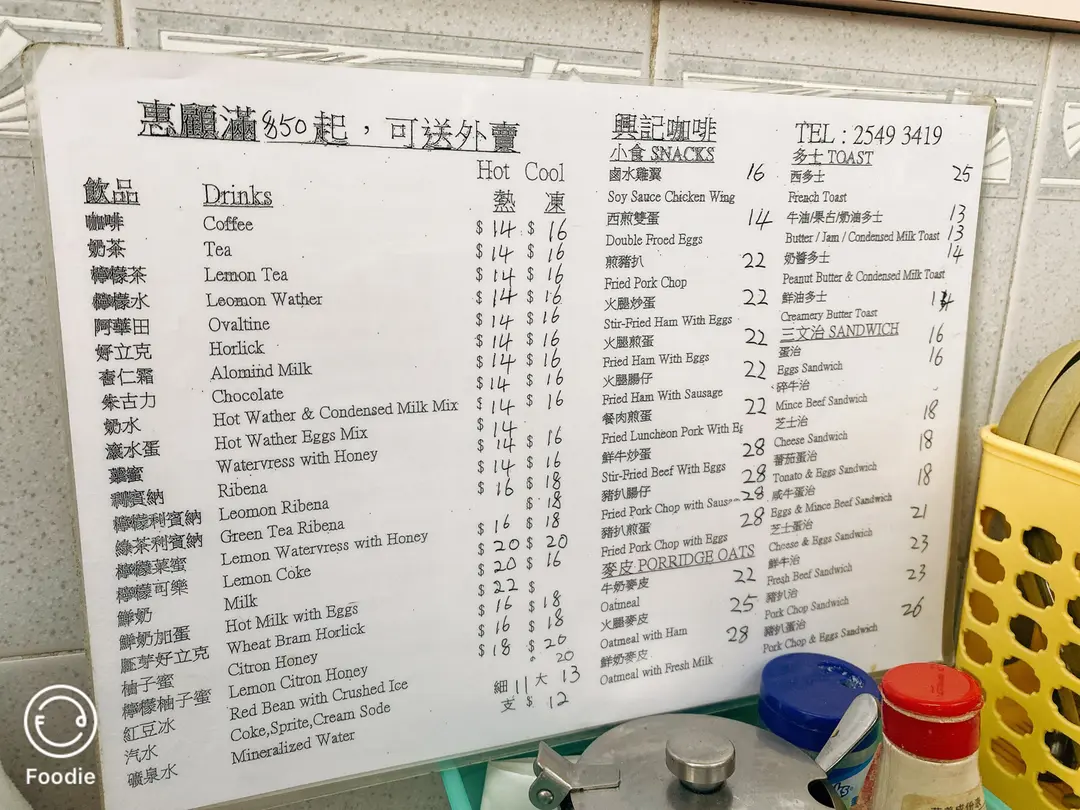 惠顧滿$50起，可送外賣
飲品 Drinks Hot 熱 Cool 凍
咖啡 Coffee $14 $16
奶茶 Tea $14 $16
檸檬茶 Lemon Tea $14 $16
檸檬水 Leomon Wather $14 $16
阿華田 Ovaltine $14 $16
好立克 Horlick $14 $16
杏仁霜 Alomind Milk $14 $16
朱古力 Chocolate $14 $16
奶水 Hot Wather & Condensed Milk Mix $14
滾水蛋 Hot Wather Eggs Mix $14
菜蜜 Watervress with Honey $14 $16
利賓納 Ribena $14 $16
檸檬利賓納 Leomon Ribena $16 $18
綠茶利賓納 Green Tea Ribena $18
檸檬菜蜜 Lemon Watervress with Honey $16 $18
檸檬可樂 Lemon Coke $20 $20
鮮奶 Milk $20 $16
鮮奶加蛋 Hot Milk with Eggs $22 $
胚芽好立克 Wheat Bram Horlick $16 $18
柚子蜜 Citron Honey $16 $18
檸檬柚子蜜 Lemon Citron Honey $18 $20
紅豆冰 Red Bean with Crushed Ice 20
汽水 Coke,Sprite,Cream Sode 細 11 大 13
礦泉水 Mineralized Water 支 $ 12
興記咖啡
小食 SNACKS
鹵水雞翼 16
Soy Sauce Chicken Wing
西煎雙蛋 14
Double Froed Eggs
煎豬扒 22
Fried Pork Chop
火腿炒蛋 22
Stir-Fried Ham With Eggs
火腿煎蛋 22
Fried Ham With Eggs
火腿腸仔 22
Fried Ham With Sausage
餐肉煎蛋 22
Fried Luncheon Pork With Eg
鮮牛炒蛋 28
Stir-Fried Beef With Eggs 28
豬扒腸仔
Fried Pork Chop with Sausa 28
豬扒煎蛋 28
Fried Pork Chop with Eggs
麥皮 PORRIDGE OATS
牛奶麥皮 22
Oatmeal
火腿麥皮 25
Oatmeal with Ham
鮮奶麥皮 28
Oatmeal with Fresh Milk
TEL : 2549 3419
多士 TOAST
西多士 25
French Toast
牛油/果占/奶油多士 13
Butter / Jam / Condensed Milk Toast 13
奶醬多士 14
Peanut Butter & Condensed Milk Toast
鮮油多士 14
Creamery Butter Toast
三文治 SANDWICH
蛋治 16
Eggs Sandwich 16
碎牛治
Mince Beef Sandwich
芝士治 18
Cheese Sandwich
蕃茄蛋治 18
Tonato & Eggs Sandwich
咸牛蛋治 18
Eggs & Mince Beef Sandwich
芝士蛋治 21
Cheese & Eggs Sandwich
鮮牛治 23
Fresh Beef Sandwich
豬扒治 23
Pork Chop Sandwich
豬扒蛋治 26
Pork Chop & Eggs Sandwich
Foodie